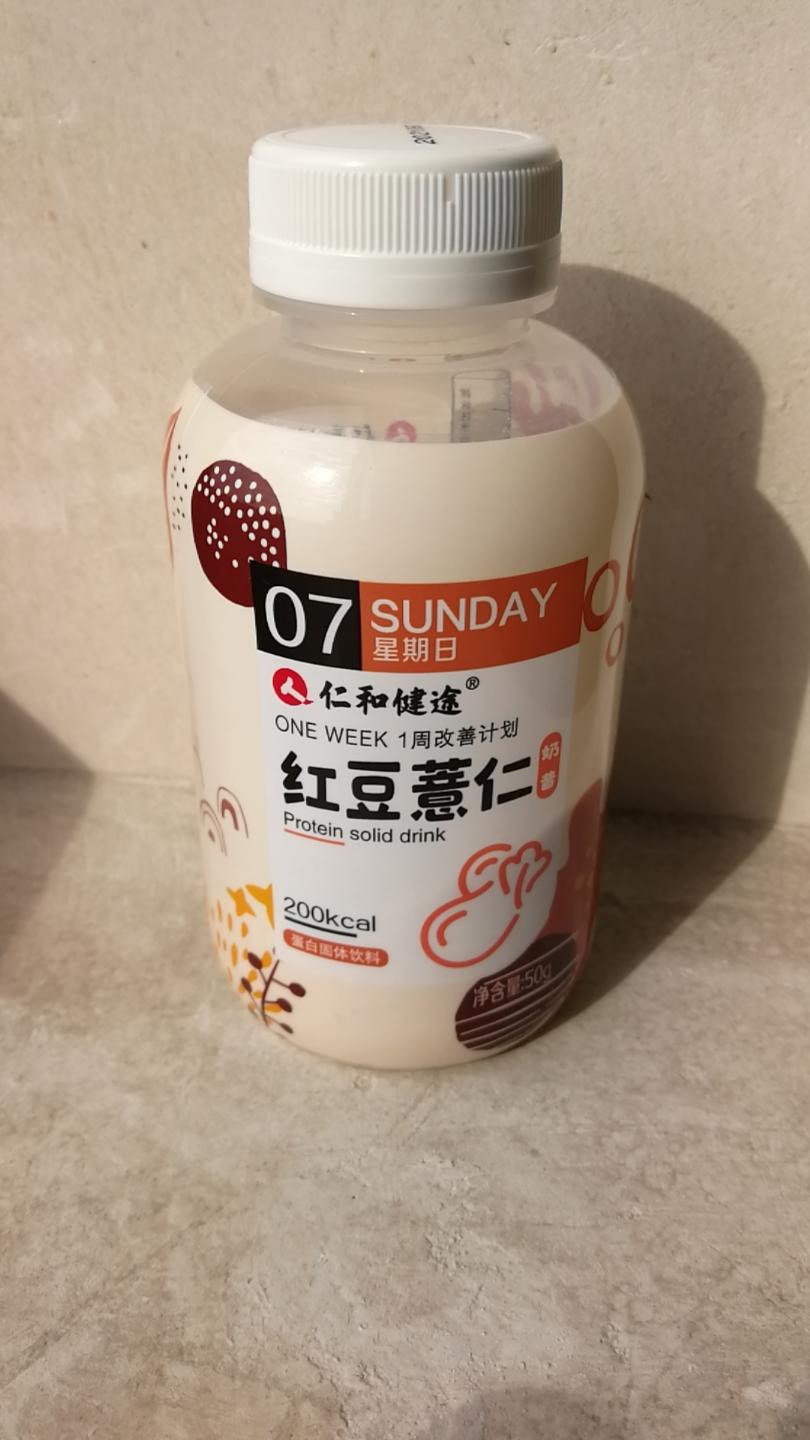 07 SUNDAY
星期日
仁和健途®
ONE WEEK 1周改善计划
红豆薏仁
奶昔
Protein solid drink
200kcal
蛋白固体饮料
净含量:50g